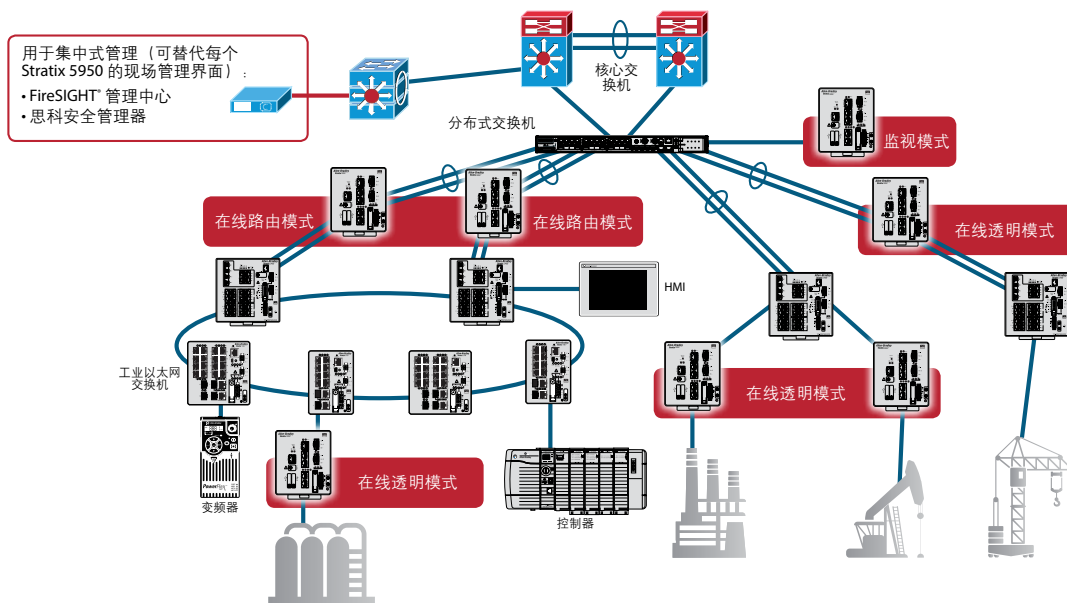 用于集中式管理（可替代每个
Stratix 5950 的现场管理界面）:
• FireSIGHT® 管理中心
• 思科安全管理器
核心交
换机
分布式交换机
监视模式
在线路由模式
在线路由模式
在线透明模式
HMI
工业以太网
交换机
在线透明模式
PowerFlex
在线透明模式
变频器
控制器